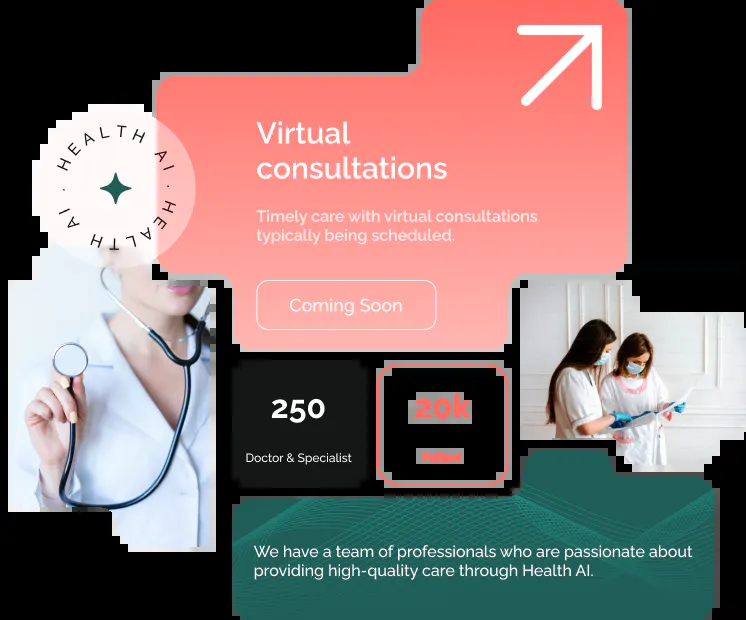 Virtual
consultations
Timely care with virtual consultations
typically being scheduled.
Coming Soon
HEALTH AI · HEALTH AI ·
250
Doctor & Specialist
20k
Patient
We have a team of professionals who are passionate about
providing high-quality care through Health AI.